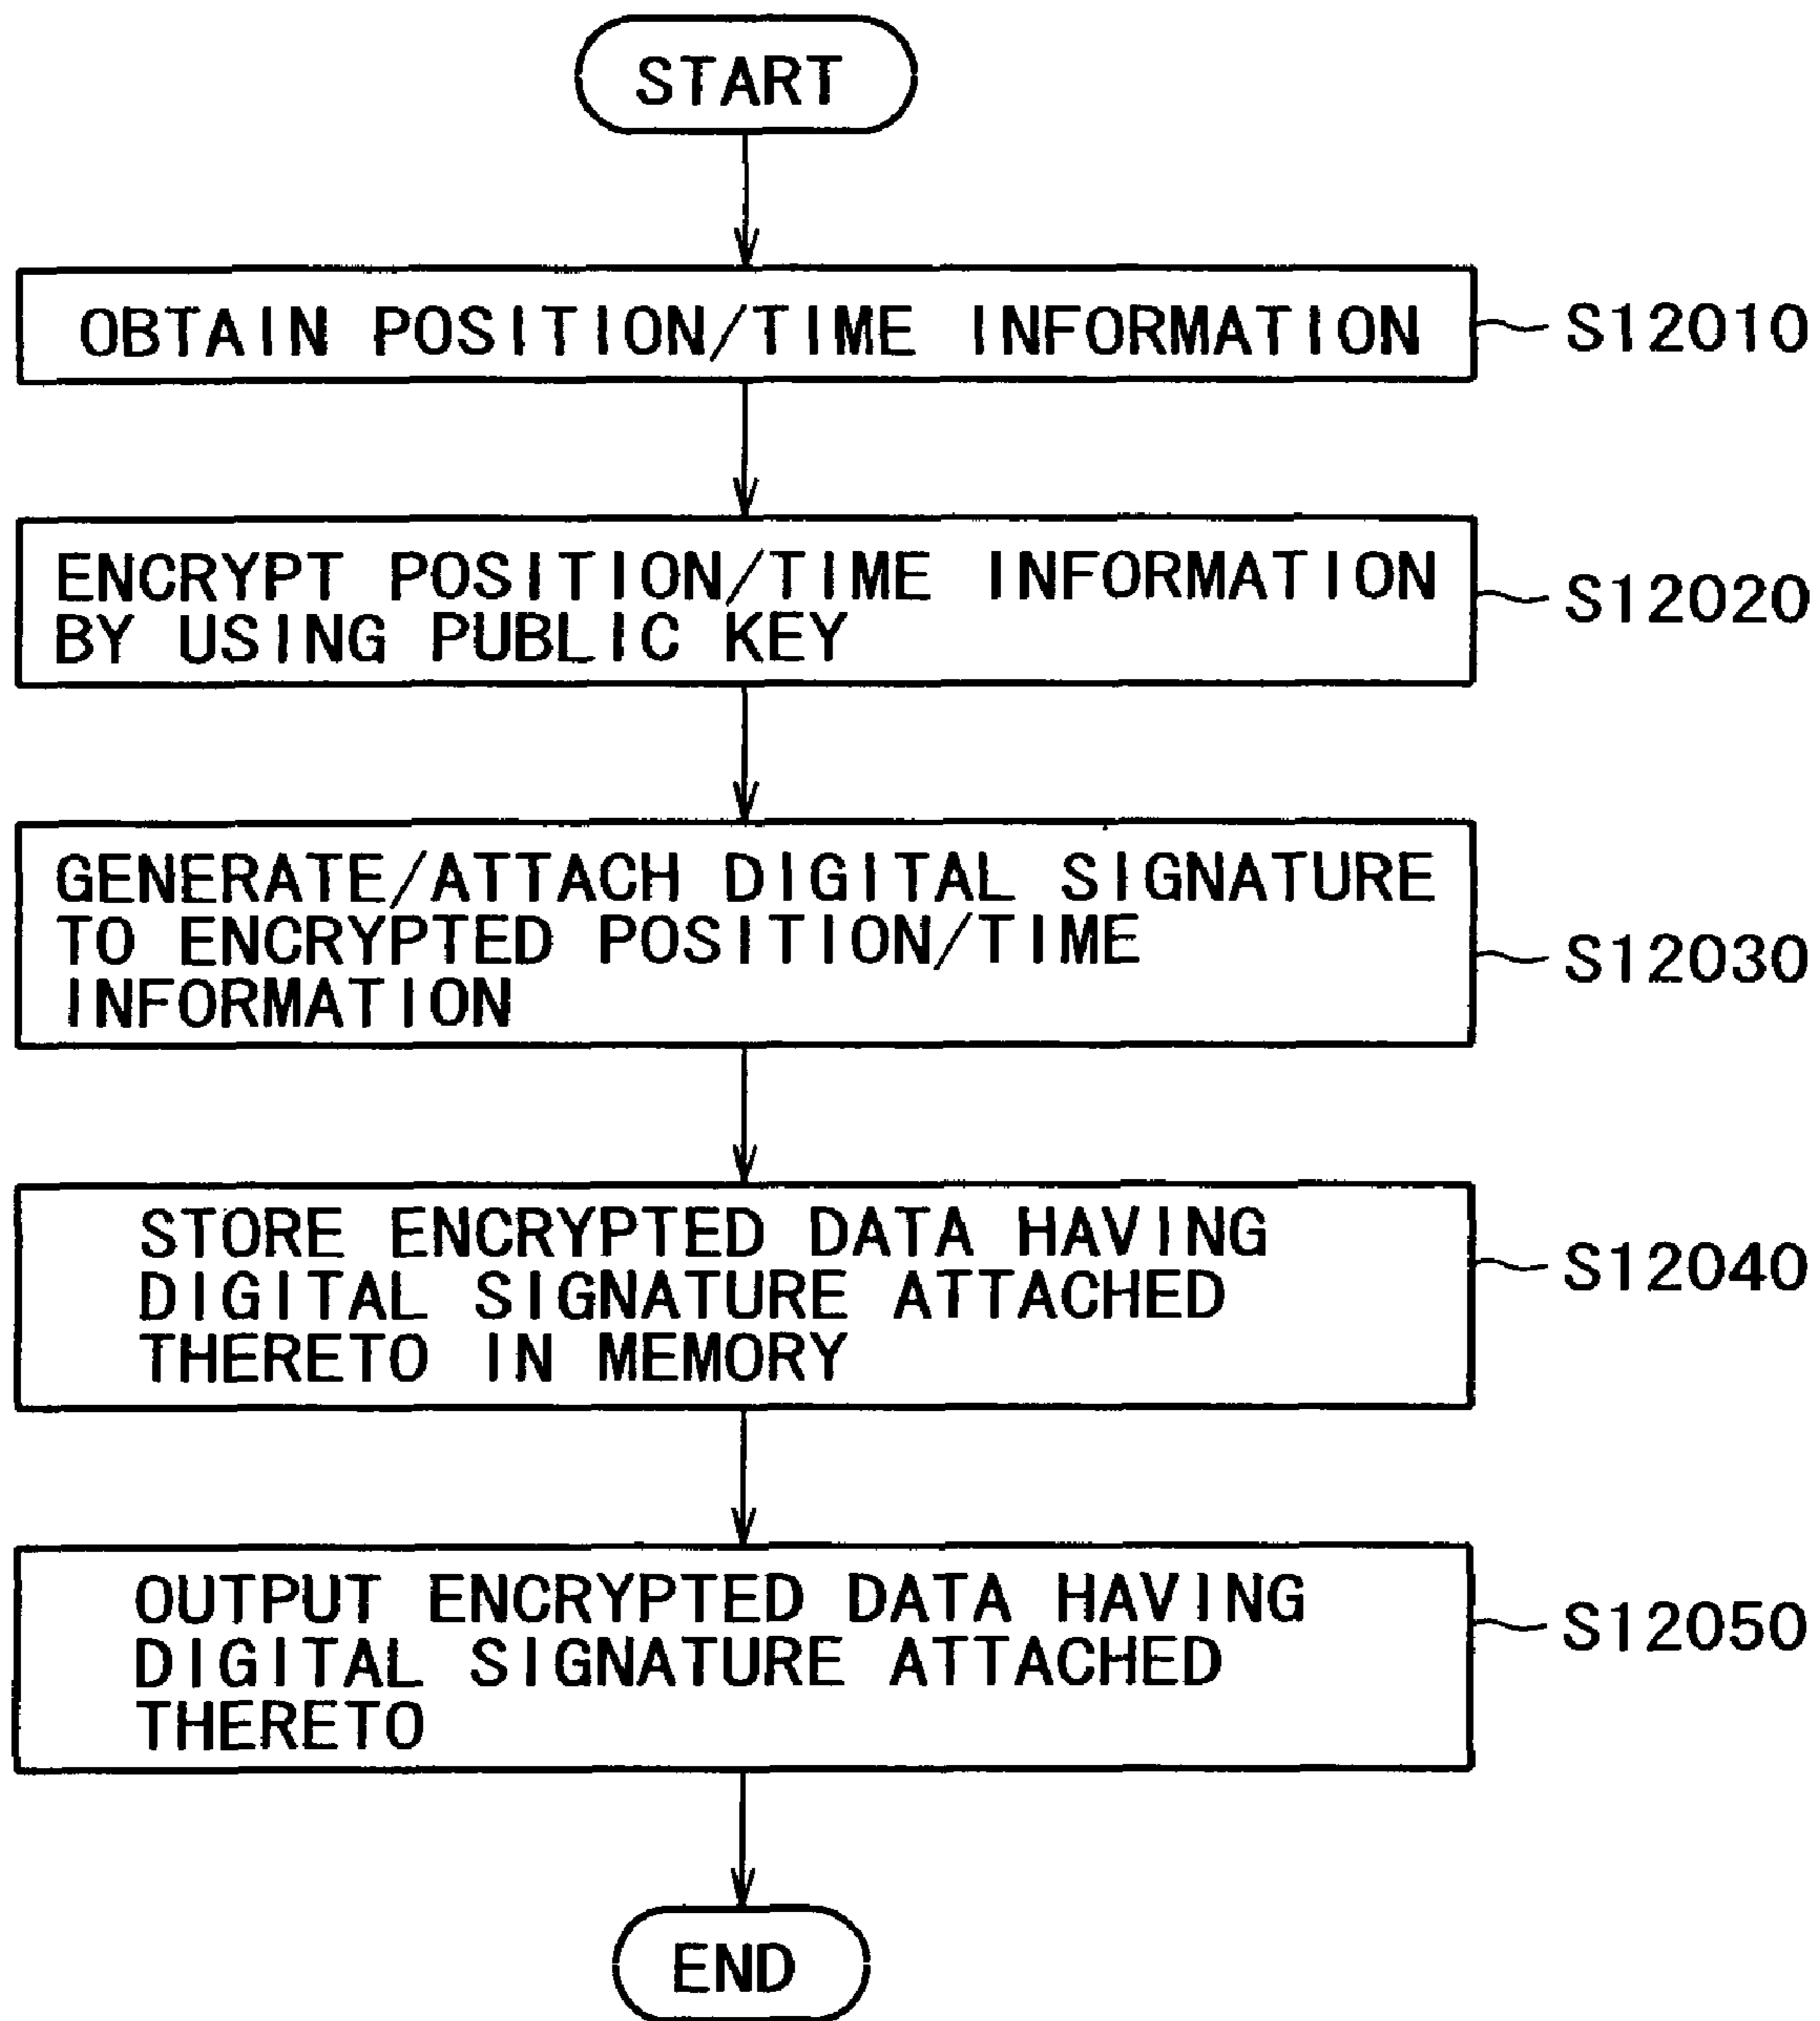 START
OBTAIN POSITION/TIME INFORMATION
S12010
ENCRYPT POSITION/TIME INFORMATION
BY USING PUBLIC KEY
S12020
GENERATE/ATTACH DIGITAL SIGNATURE
TO ENCRYPTED POSITION/TIME
INFORMATION
S12030
STORE ENCRYPTED DATA HAVING
DIGITAL SIGNATURE ATTACHED
THERETO IN MEMORY
S12040
OUTPUT ENCRYPTED DATA HAVING
DIGITAL SIGNATURE ATTACHED
THERETO
S12050
END